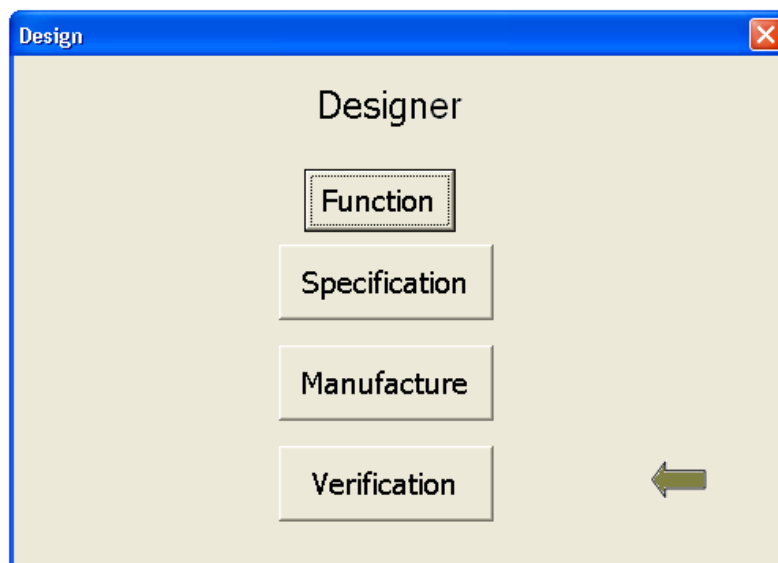 Design
Designer
Function
Specification
Manufacture
Verification